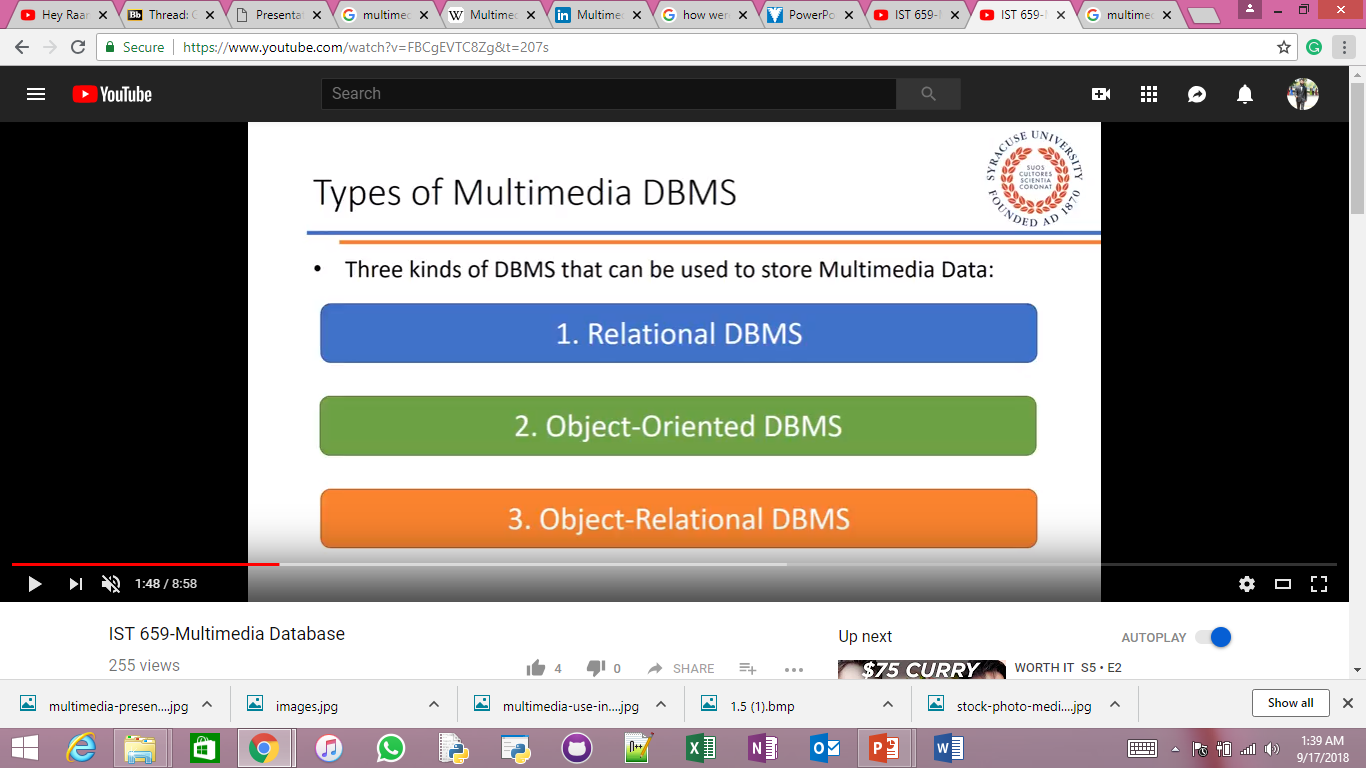 Hey Raar
Thread: C
Presentat
multimed
Wikimed
Multimed
how wer
PowerPo
IST 659-
IST 659-
multimed
Secure
https://www.youtube.com/watch?v=FBCgEVTC8Zg&t=207s
YouTube
Search
SYRACUSE UNIVERSITY
FOUNDED AD 1870
SUOS
CULTORES
SCIENTIA
CORONAT
Types of Multimedia DBMS
• Three kinds of DBMS that can be used to store Multimedia Data:
1. Relational DBMS
2. Object-Oriented DBMS
3. Object-Relational DBMS
1:48 / 8:58
IST 659-Multimedia Database
255 views
4
0
SHARE
Up next
AUTOPLAY
$75 CURRY
WORTH IT S5 • E2
multimedia-presen....jpg
images.jpg
multimedia-use-in....jpg
1.5 (1).bmp
stock-photo-medi....jpg
Show all
1:39 AM
9/17/2018